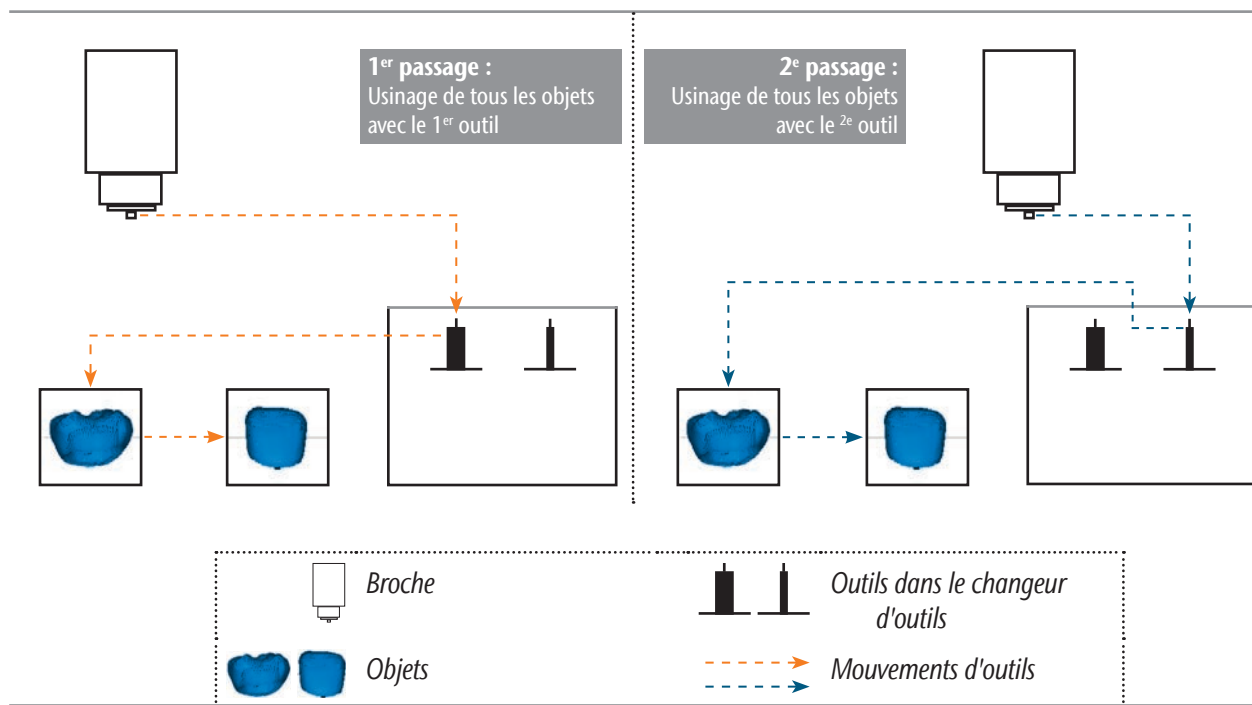 1er passage :
Usinage de tous les objets
avec le 1er outil
2e passage :
Usinage de tous les objets
avec le 2e outil
Broche
Outils dans le changeur
d'outils
Objets
Mouvements d'outils